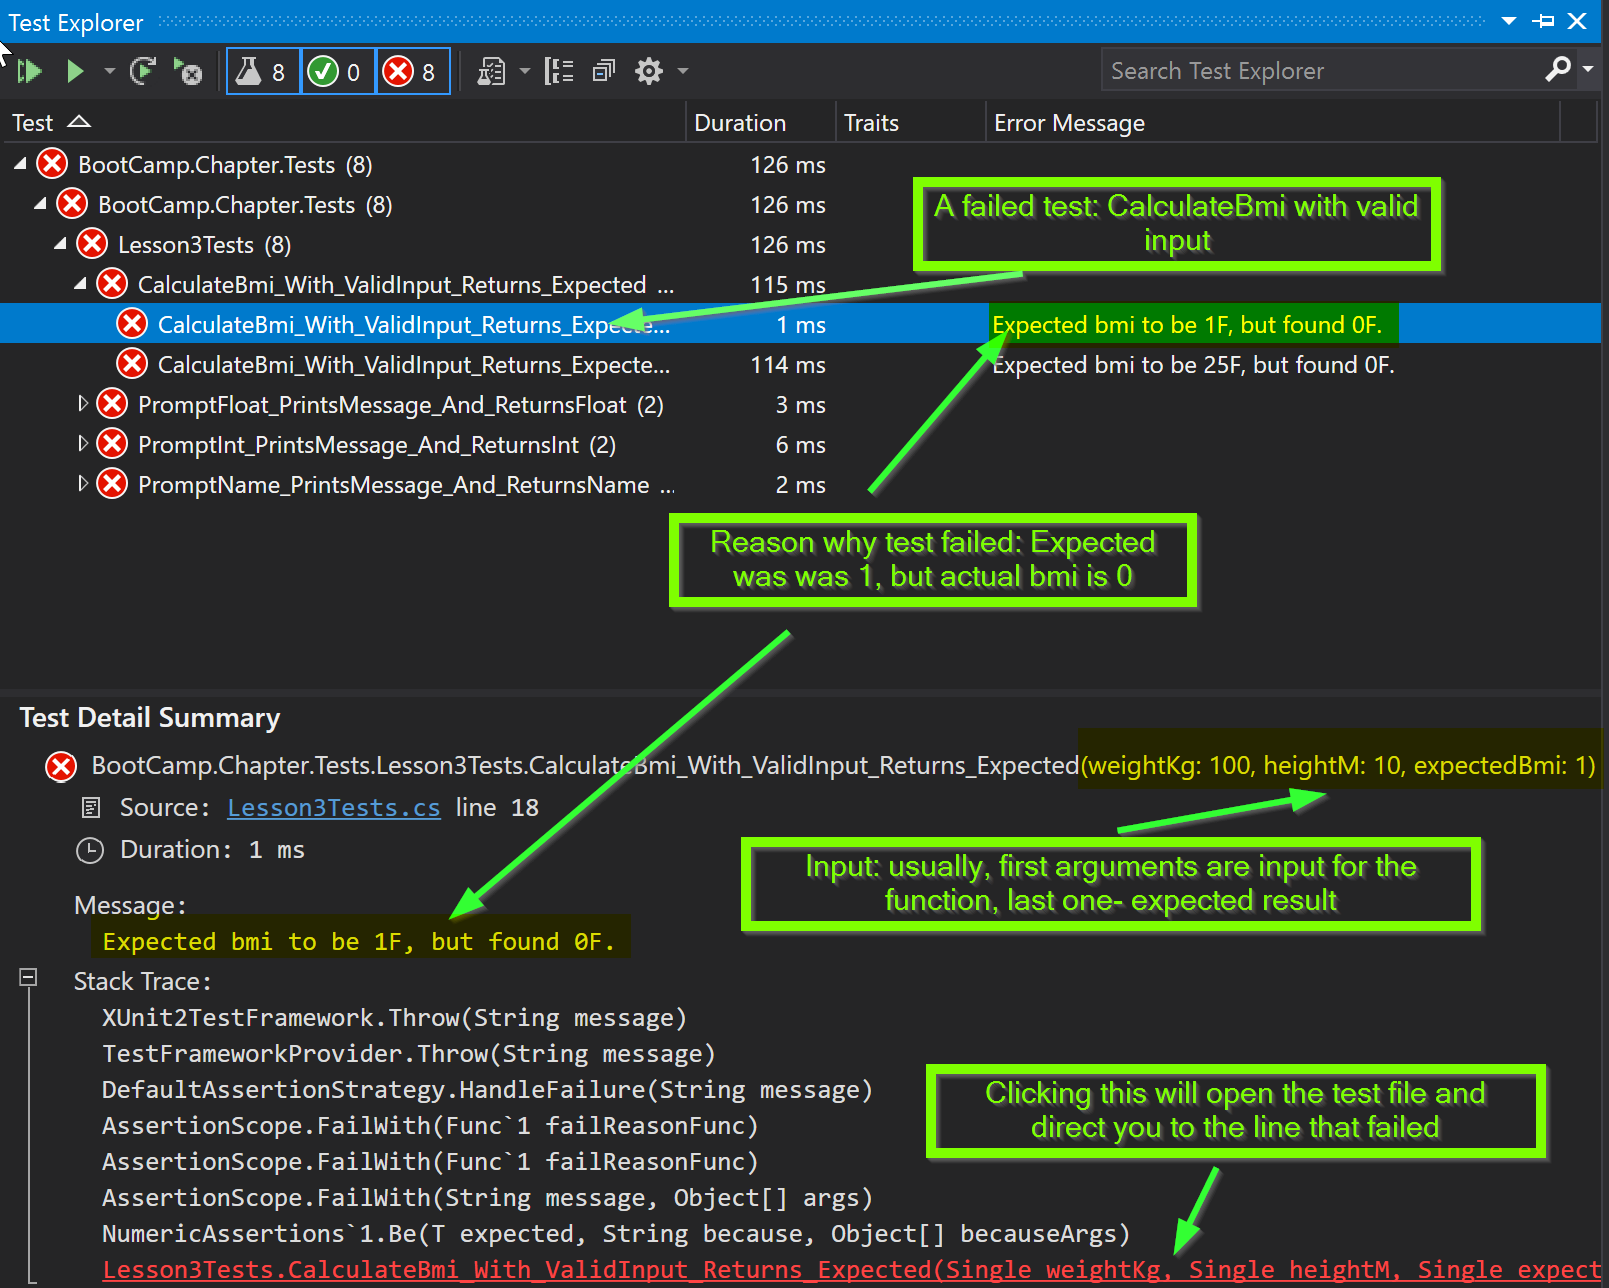 Test Explorer
8 0 8
Search Test Explorer
Test Duration Traits Error Message
BootCamp.Chapter.Tests (8) 126 ms
BootCamp.Chapter.Tests (8) 126 ms
Lesson3Tests (8) 126 ms
CalculateBmi_With_ValidInput_Returns_Expected ... 115 ms
CalculateBmi_With_ValidInput_Returns_Expecte... 1 ms Expected bmi to be 1F, but found 0F.
CalculateBmi_With_ValidInput_Returns_Expecte... 114 ms Expected bmi to be 25F, but found 0F.
PromptFloat_PrintsMessage_And_ReturnsFloat (2) 3 ms
PromptInt_PrintsMessage_And_ReturnsInt (2) 6 ms
PromptName_PrintsMessage_And_ReturnsName ... 2 ms
A failed test: CalculateBmi with valid
input
Reason why test failed: Expected
was was 1, but actual bmi is 0
Test Detail Summary
BootCamp.Chapter.Tests.Lesson3Tests.CalculateBmi_With_ValidInput_Returns_Expected(weightKg: 100, heightM: 10, expectedBmi: 1)
Source: Lesson3Tests.cs line 18
Duration: 1 ms
Input: usually, first arguments are input for the
function, last one- expected result
Message:
Expected bmi to be 1F, but found 0F.
Stack Trace:
XUnit2TestFramework.Throw(String message)
TestFrameworkProvider.Throw(String message)
DefaultAssertionStrategy.HandleFailure(String message)
AssertionScope.FailWith(Func`1 failReasonFunc)
AssertionScope.FailWith(Func`1 failReasonFunc)
AssertionScope.FailWith(String message, Object[] args)
NumericAssertions`1.Be(T expected, String because, Object[] becauseArgs)
Lesson3Tests.CalculateBmi_With_ValidInput_Returns_Expected(Single weightKg, Single heightM, Single expect
Clicking this will open the test file and
direct you to the line that failed